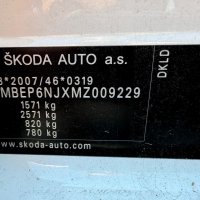 ŠKODA AUTO a.s.
*2007/46*0319
MBEP6NJXMZ009229
1571 kg
2571 kg
820 kg
780 kg
www.skoda-auto.com
DKLD